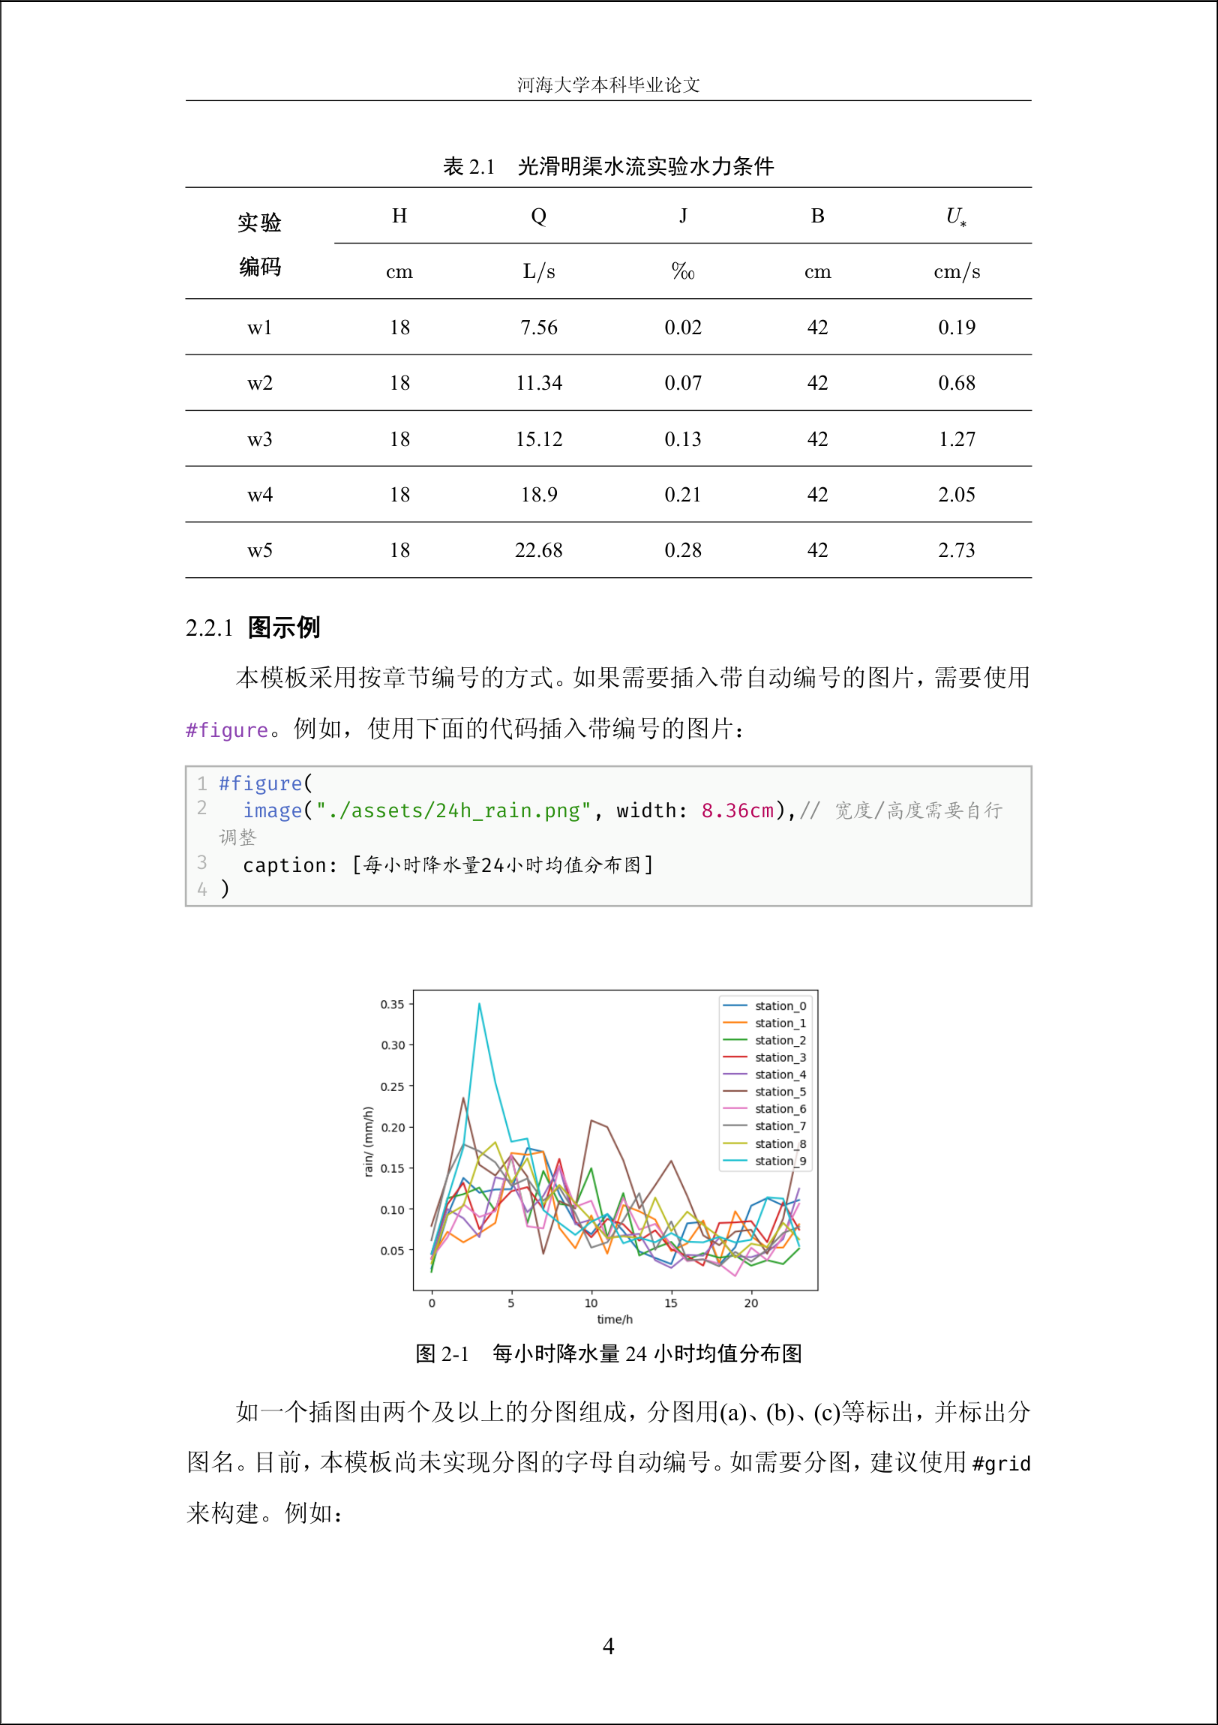 河海大学本科毕业论文
表 2.1 光滑明渠水流实验水力条件
实验编码 H Q J B U*
cm L/s ‰ cm cm/s
w1 18 7.56 0.02 42 0.19
w2 18 11.34 0.07 42 0.68
w3 18 15.12 0.13 42 1.27
w4 18 18.9 0.21 42 2.05
w5 18 22.68 0.28 42 2.73
2.2.1 图示例
本模板采用按章节编号的方式。如果需要插入带自动编号的图片，需要使用
#figure。例如，使用下面的代码插入带编号的图片：
1 #figure(
2 image("./assets/24h_rain.png", width: 8.36cm),// 宽度/高度需要自行
调整
3 caption: [每小时降水量24小时均值分布图]
4 )
0.35
0.30
0.25
0.20
0.15
0.10
0.05
rain/ (mm/h)
station_0
station_1
station_2
station_3
station_4
station_5
station_6
station_7
station_8
station_9
0 5 10 15 20
time/h
图 2-1 每小时降水量 24 小时均值分布图
如一个插图由两个及以上的分图组成，分图用(a)、(b)、(c)等标出，并标出分
图名。目前，本模板尚未实现分图的字母自动编号。如需要分图，建议使用 #grid
来构建。例如：
4